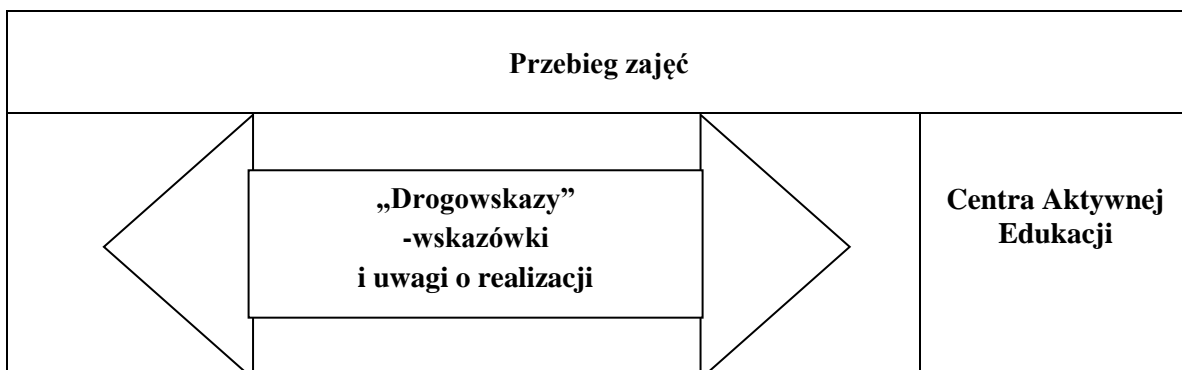 Przebieg zajęć
„Drogowskazy”
-wskazówki
i uwagi o realizacji
Centra Aktywnej
Edukacji